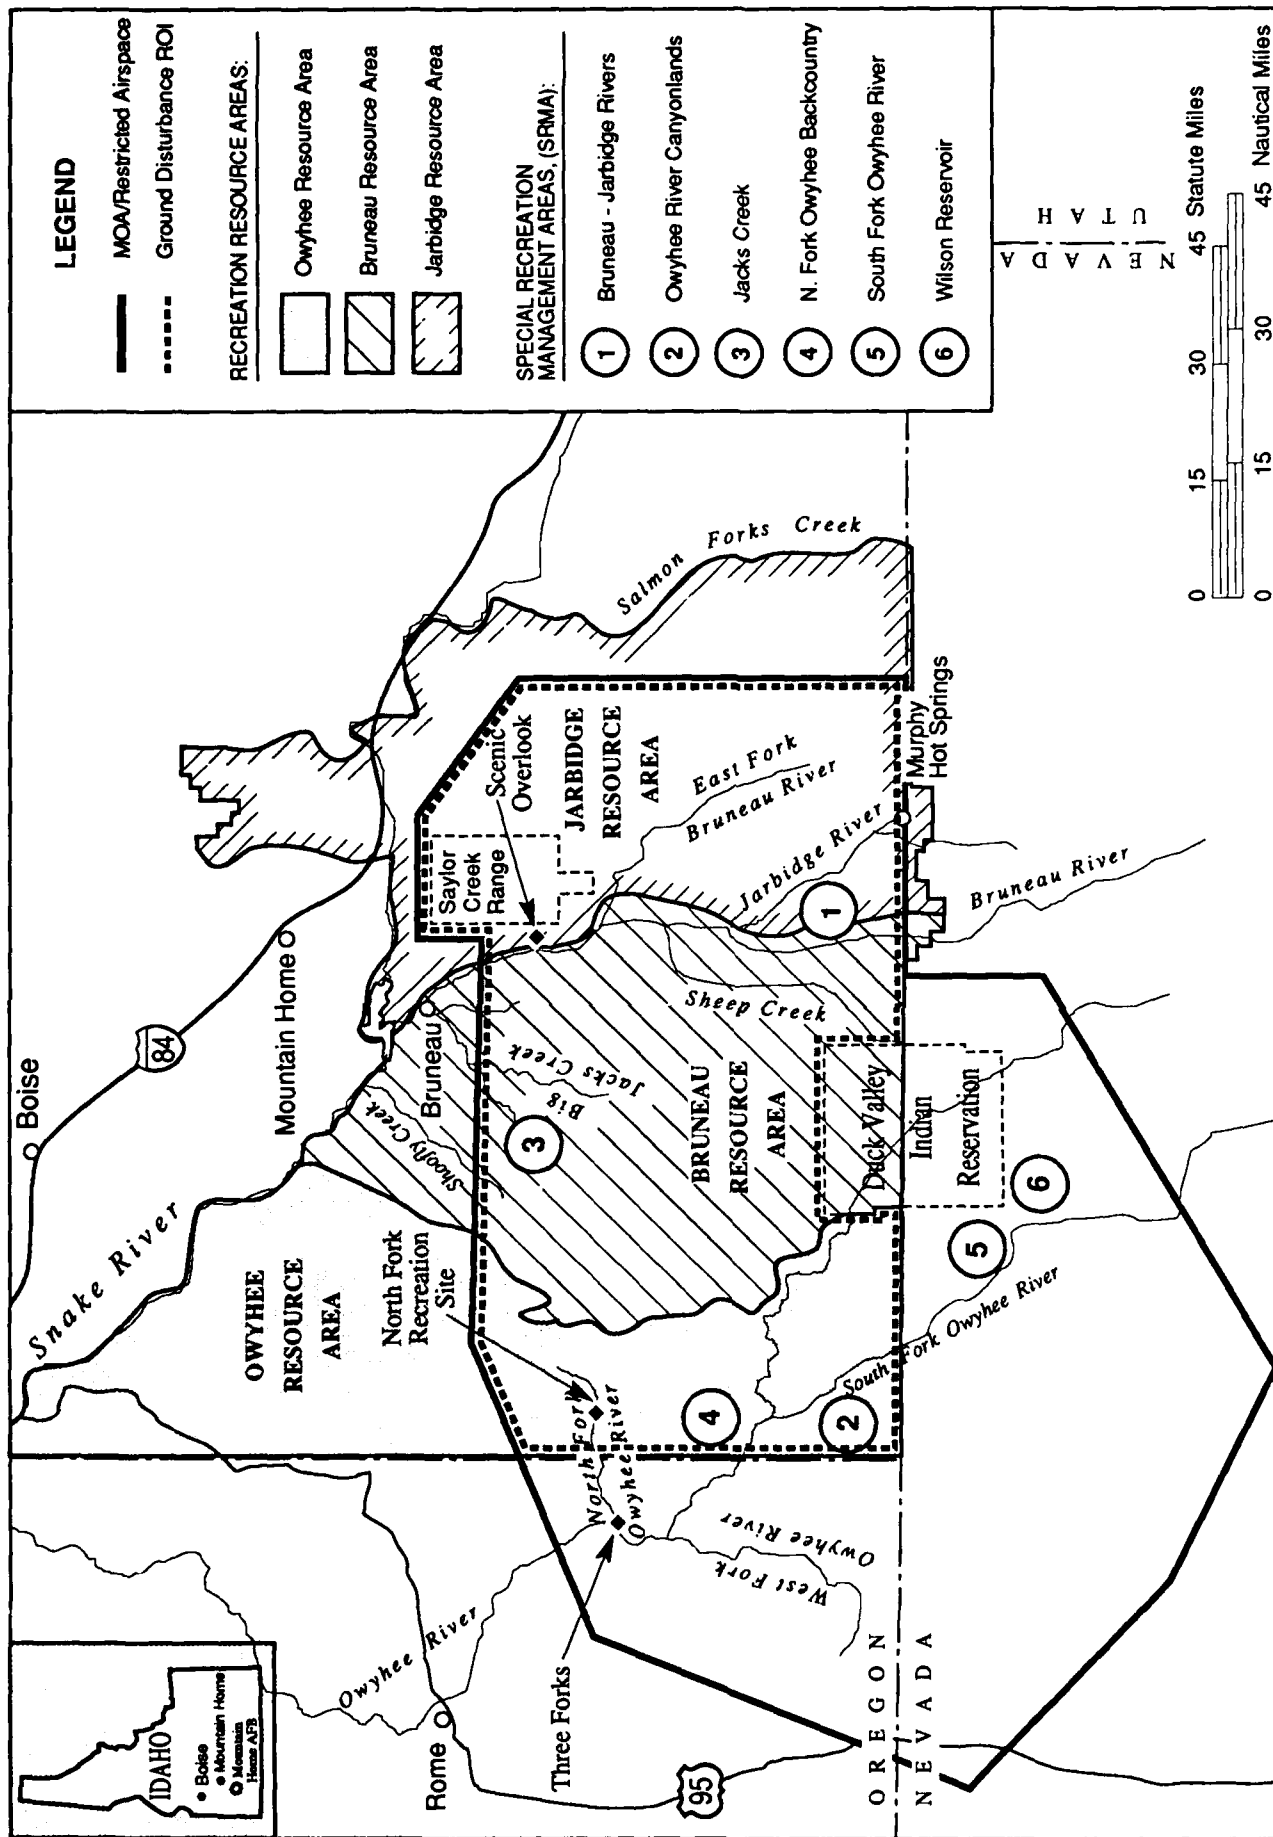 LEGEND
MOA/Restricted Airspace
Ground Disturbance ROI
RECREATION RESOURCE AREAS:
Owyhee Resource Area
Bruneau Resource Area
Jarbidge Resource Area
SPECIAL RECREATION
MANAGEMENT AREAS, (SRMA):
1 Bruneau - Jarbidge Rivers
2 Owyhee River Canyonlands
3 Jacks Creek
4 N. Fork Owyhee Backcountry
5 South Fork Owyhee River
6 Wilson Reservoir
IDAHO
Boise
Mountain Home
Mountain
Home AFB
Boise
84
Snake River
Mountain Home
OWYHEE
RESOURCE
AREA
North Fork
Recreation
Site
Shoofly Creek
Bruneau
Saylor
Creek
Range
Scenic
Overlook
Rome
Owyhee River
Three Forks
North Fork
Owyhee River
3
Big
Jacks Creek
JARBIDGE
RESOURCE
AREA
Salmon Forks Creek
East Fork
Bruneau River
Jarbidge River
BRUNEAU
RESOURCE
AREA
Sheep Creek
4
2
1
95
West Fork
Owyhee River
South Fork Owyhee River
Duck Valley
Indian
Reservation
Murphy
Hot Springs
Bruneau River
5
6
OREGON
NEVADA
NEVADA
UTAH
0 15 30 45 Statute Miles
0 15 30 45 Nautical Miles